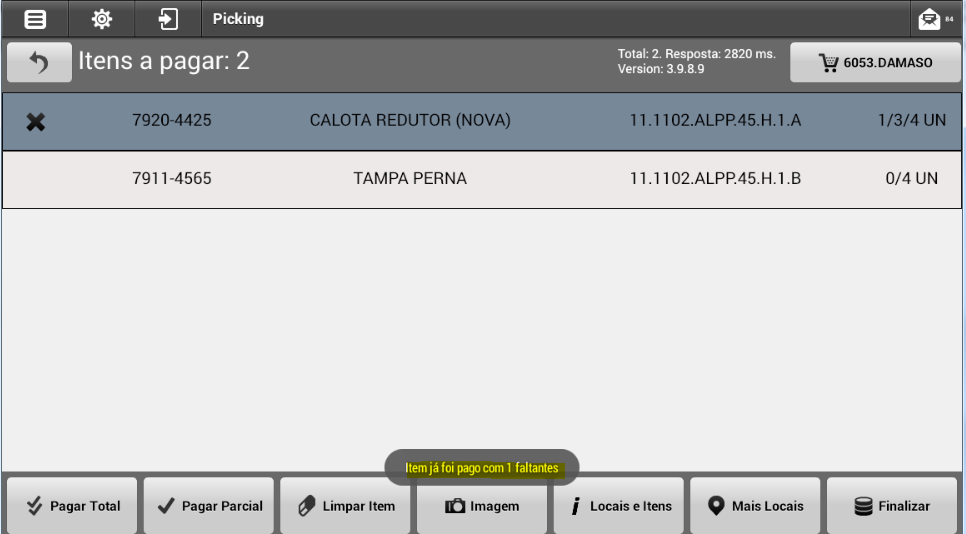 Picking
84
Itens a pagar: 2
Total: 2. Resposta: 2820 ms.
Version: 3.9.8.9
6053.DAMASO
7920-4425 CALOTA REDUTOR (NOVA) 11.1102.ALPP.45.H.1.A 1/3/4 UN
7911-4565 TAMPA PERNA 11.1102.ALPP.45.H.1.B 0/4 UN
Item já foi pago com 1 faltantes
Pagar Total
Pagar Parcial
Limpar Item
Imagem
i Locais e Itens
Mais Locais
Finalizar